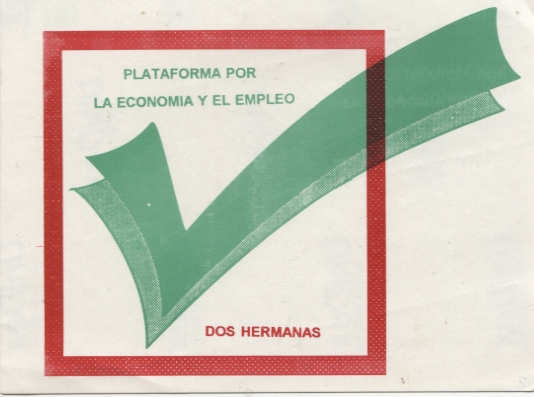 PLATAFORMA POR
LA ECONOMIA Y EL EMPLEO
DOS HERMANAS